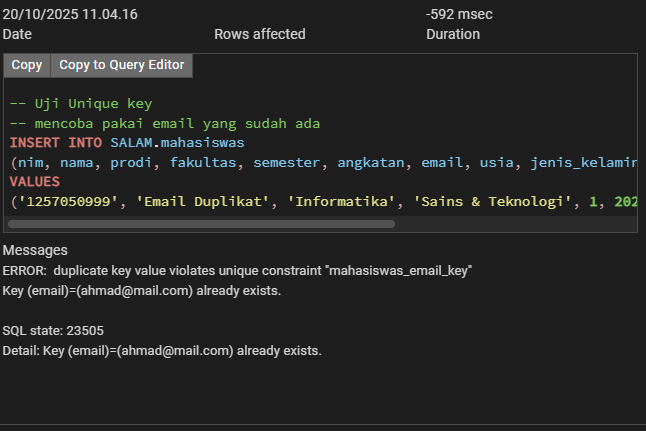 20/10/2025 11.04.16 -592 msec
Date Rows affected Duration
Copy Copy to Query Editor
-- Uji Unique key
-- mencoba pakai email yang sudah ada
INSERT INTO SALAM.mahasiswas
(nim, nama, prodi, fakultas, semester, angkatan, email, usia, jenis_kelamin
VALUES
('1257050999', 'Email Duplikat', 'Informatika', 'Sains & Teknologi', 1, 202
Messages
ERROR:  duplicate key value violates unique constraint "mahasiswas_email_key"
Key (email)=(ahmad@mail.com) already exists.
SQL state: 23505
Detail: Key (email)=(ahmad@mail.com) already exists.